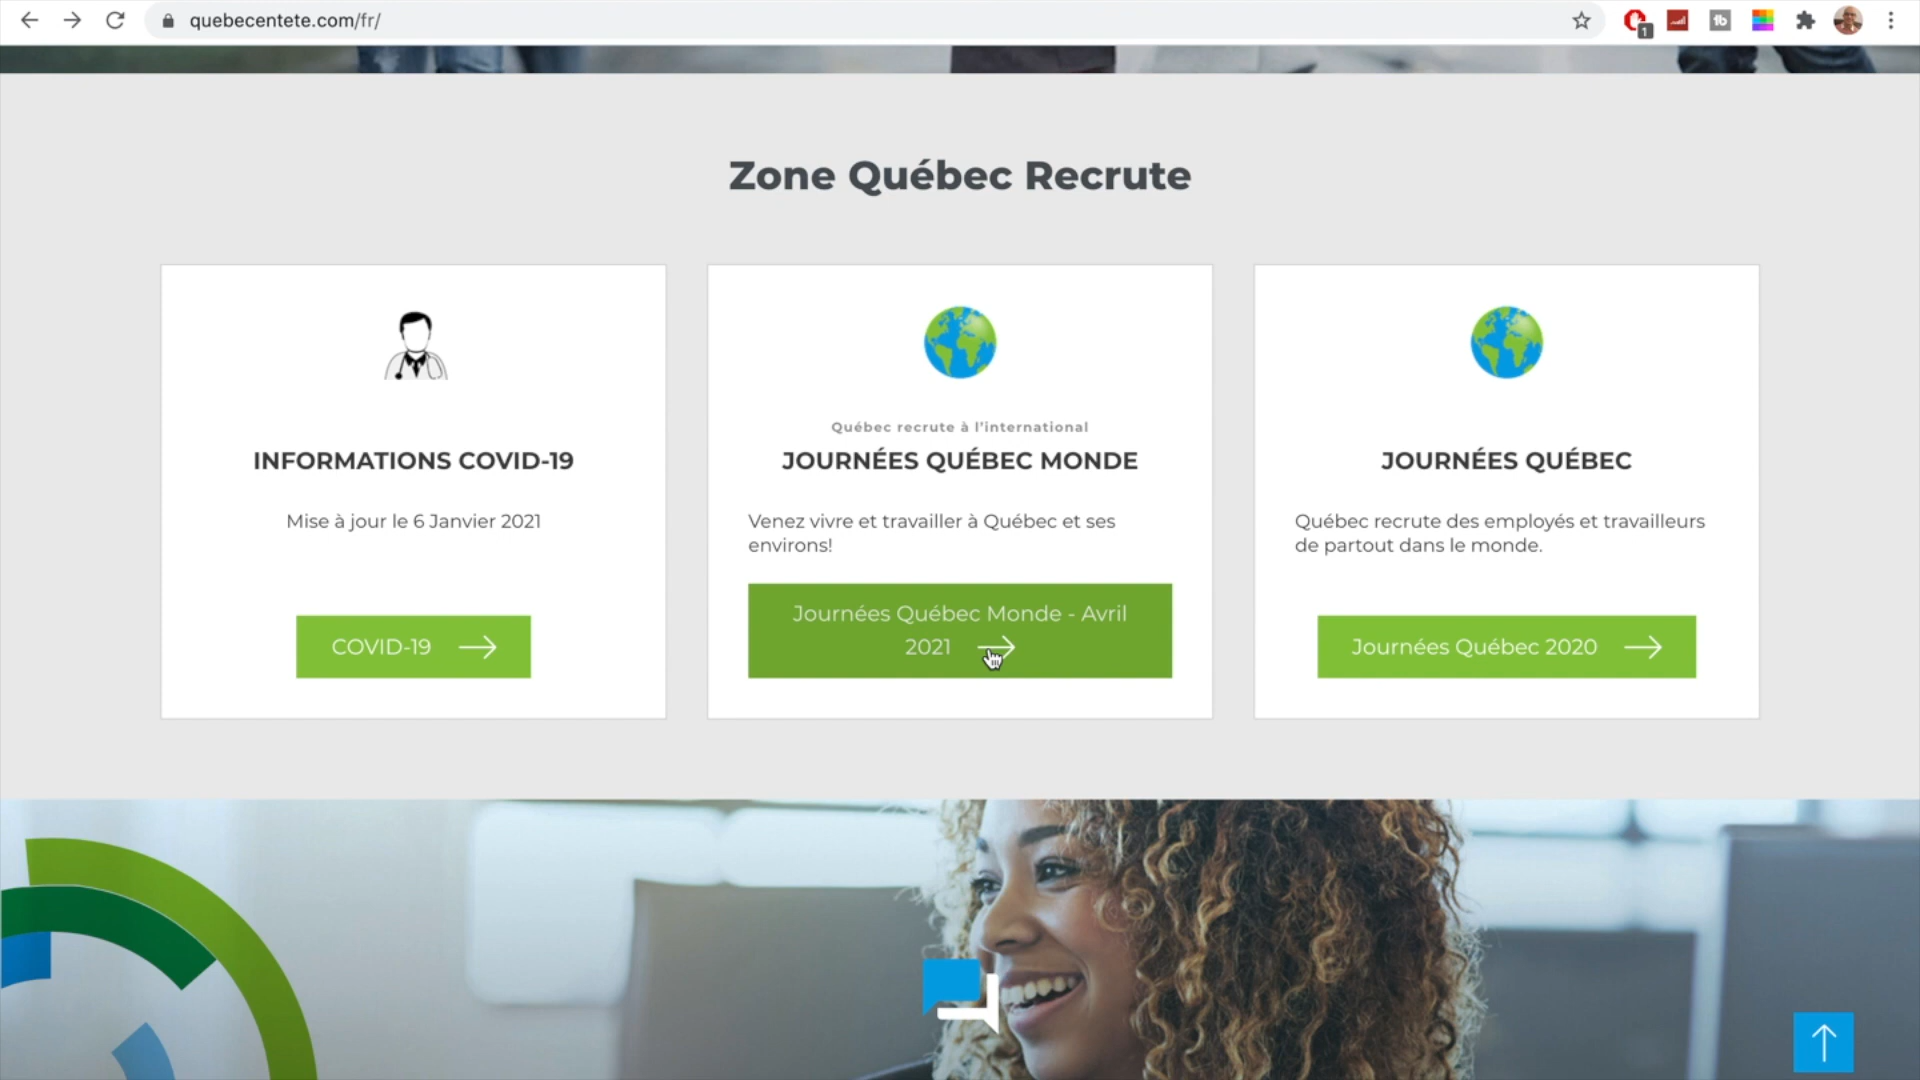 quebecentete.com/fr/
1
Zone Québec Recrute
INFORMATIONS COVID-19
Mise à jour le 6 Janvier 2021
COVID-19
Québec recrute à l'international
JOURNÉES QUÉBEC MONDE
Venez vivre et travailler à Québec et ses
environs!
Journées Québec Monde - Avril
2021
JOURNÉES QUÉBEC
Québec recrute des employés et travailleurs
de partout dans le monde.
Journées Québec 2020